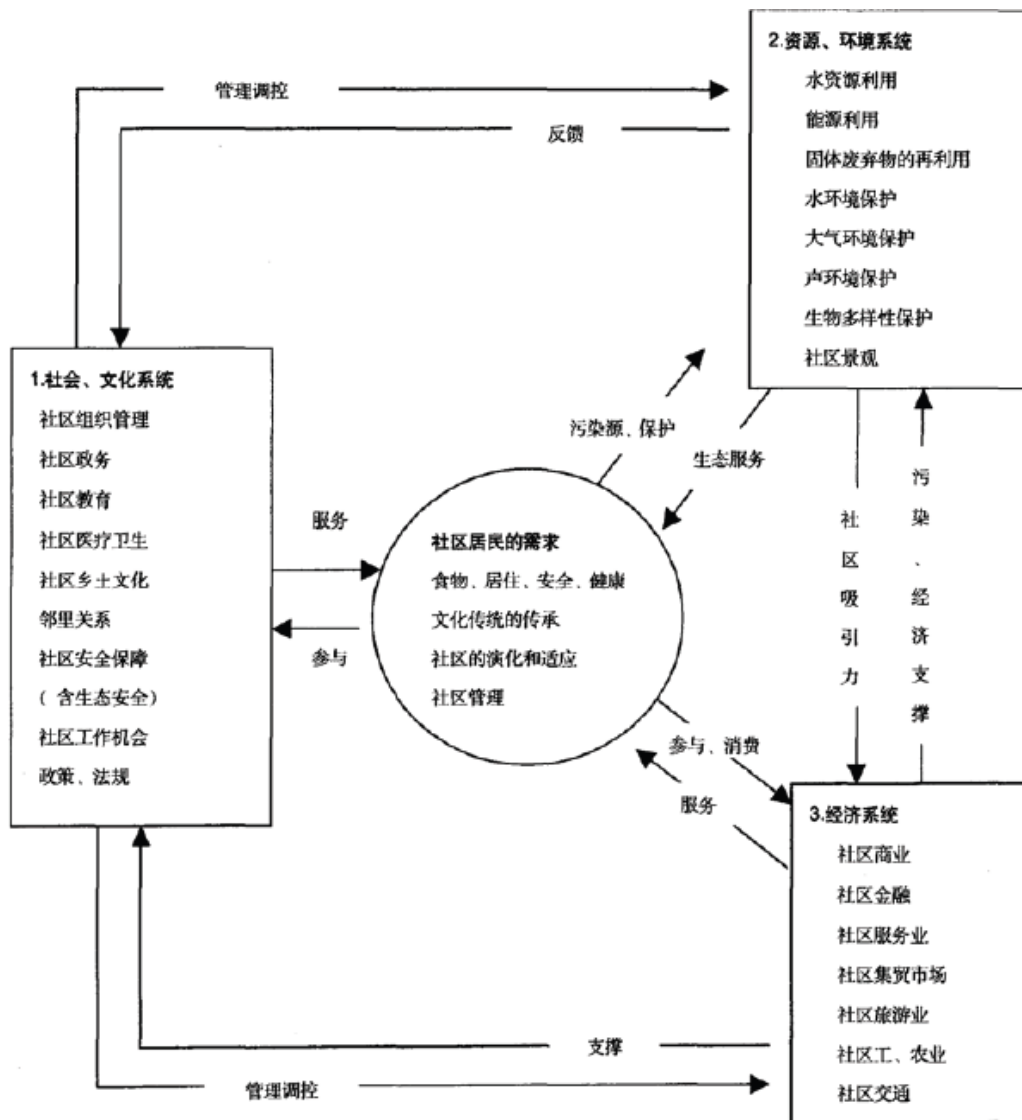 2.资源、环境系统
水资源利用
能源利用
固体废弃物的再利用
水环境保护
大气环境保护
声环境保护
生物多样性保护
社区景观
管理调控
反馈
1.社会、文化系统
社区组织管理
社区政务
社区教育
社区医疗卫生
社区乡土文化
邻里关系
社区安全保障
(含生态安全)
社区工作机会
政策、法规
污染源、保护
生态服务
服务
参与
社区居民的需求
食物、居住、安全、健康
文化传统的传承
社区的演化和适应
社区管理
社区吸引力
污染、经济支撑
参与、消费
服务
3.经济系统
社区商业
社区金融
社区服务业
社区集贸市场
社区旅游业
社区工、农业
社区交通
支撑
管理调控